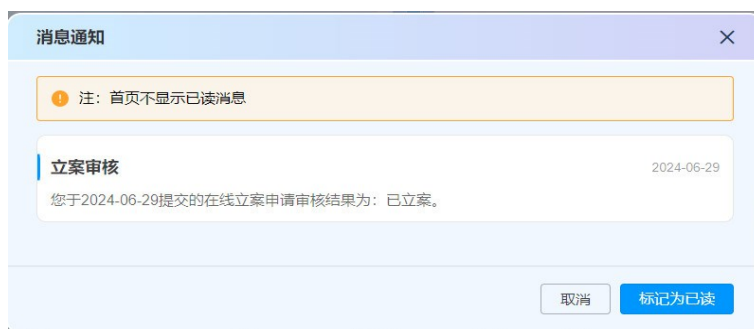 消息通知
注：首页不显示已读消息
立案审核
2024-06-29
您于2024-06-29提交的在线立案申请审核结果为：已立案。
取消
标记为已读